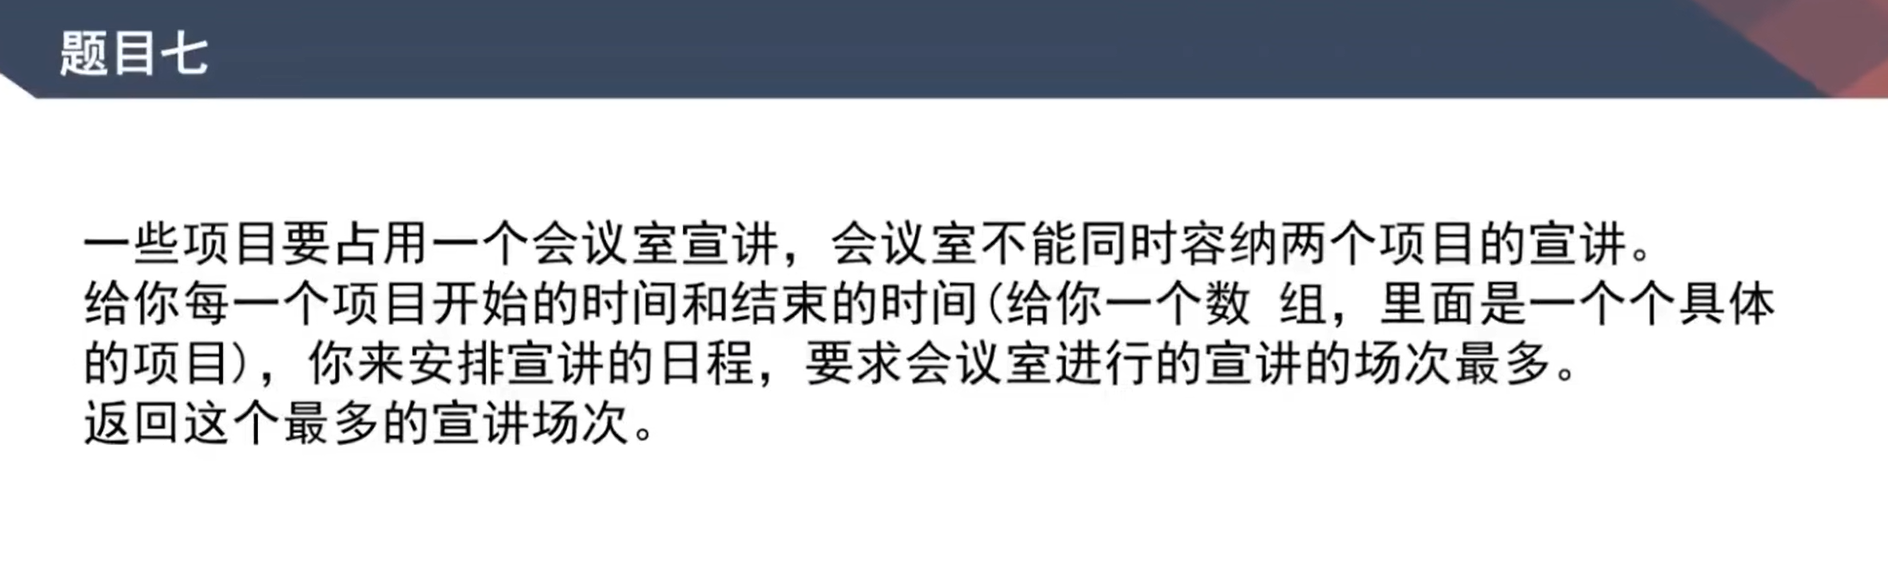 题目七
一些项目要占用一个会议室宣讲，会议室不能同时容纳两个项目的宣讲。
给你每一个项目开始的时间和结束的时间(给你一个数 组，里面是一个个具体
的项目)，你来安排宣讲的日程，要求会议室进行的宣讲的场次最多。
返回这个最多的宣讲场次。